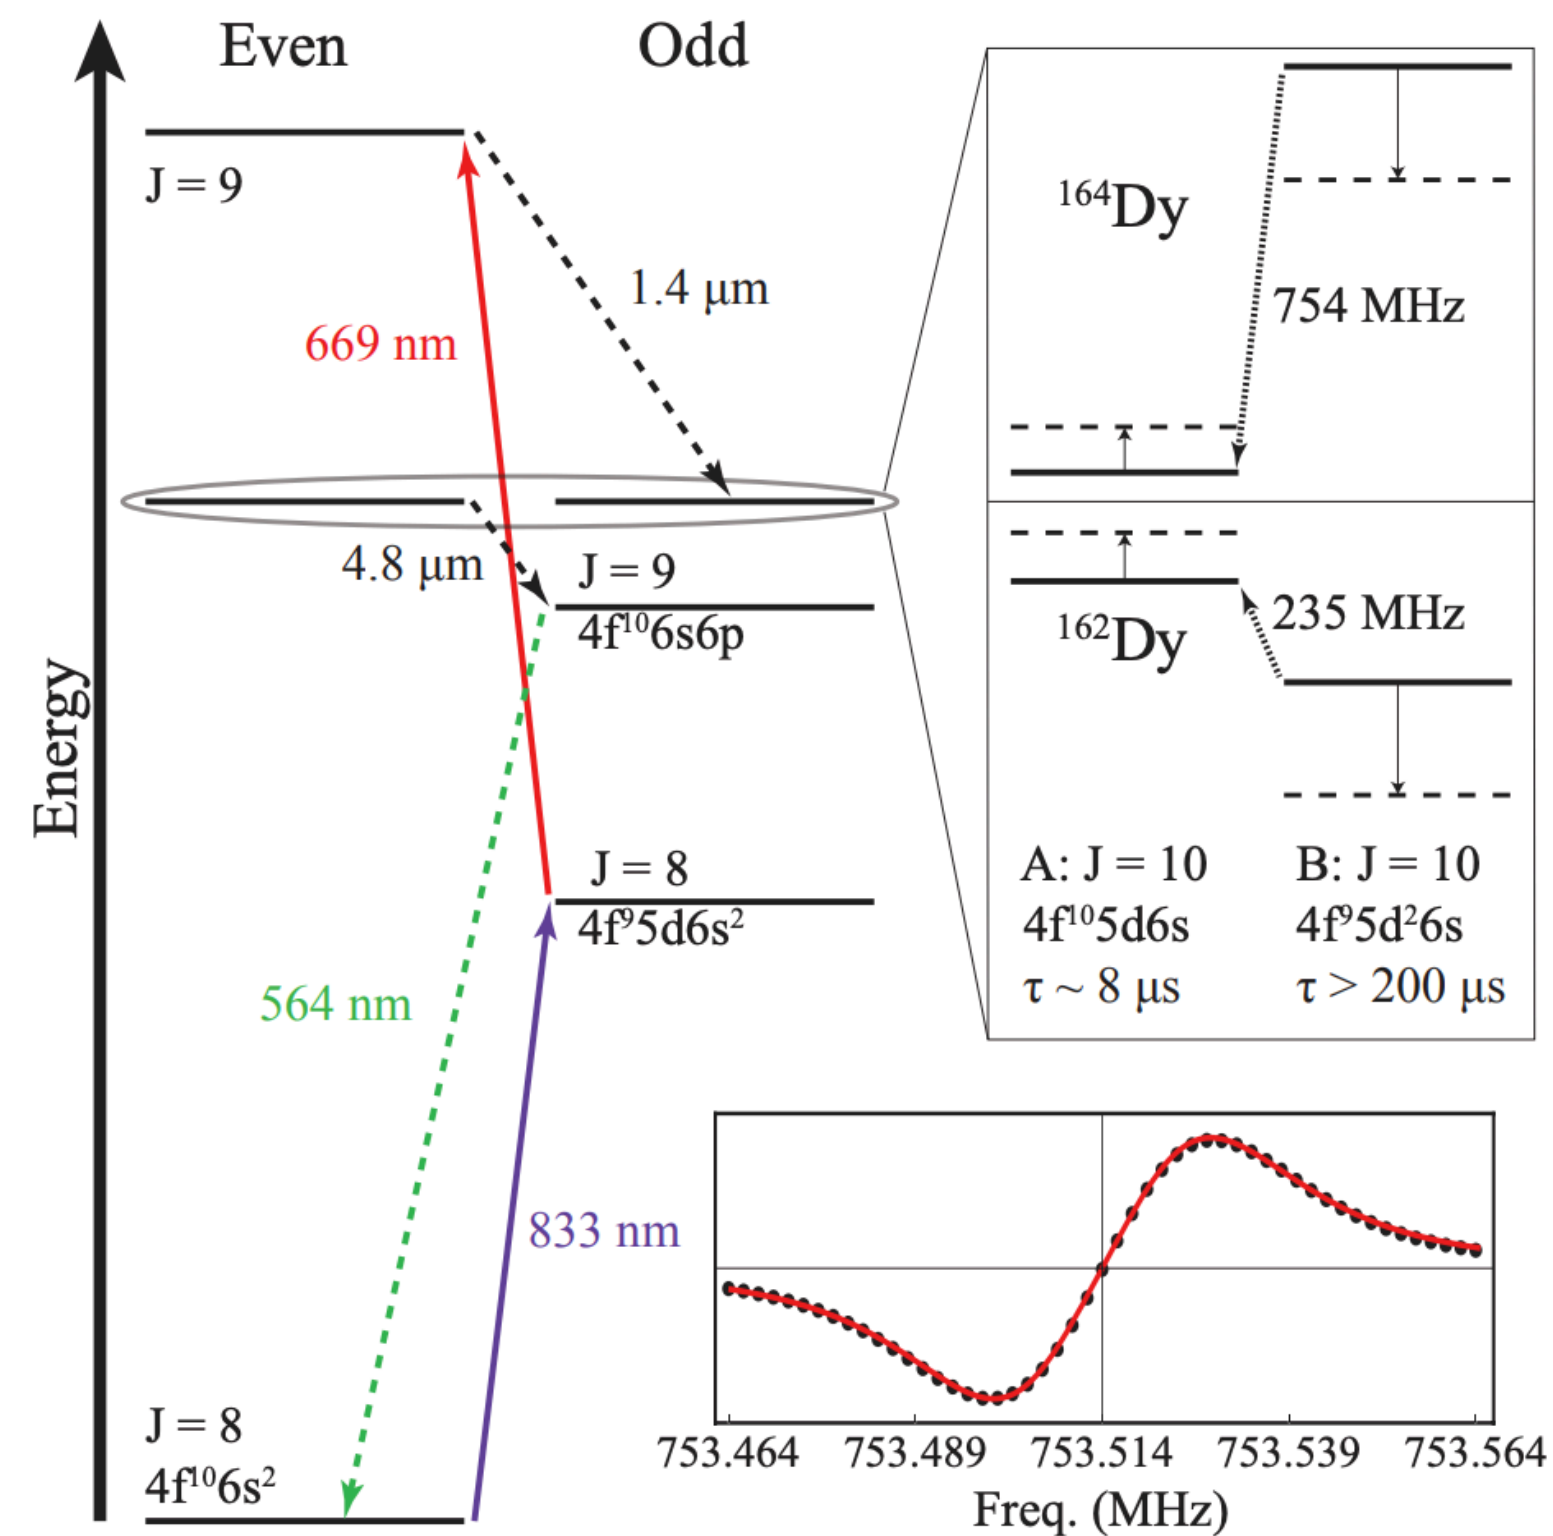 Even
Odd
J = 9
¹⁶⁴Dy
1.4 μm
669 nm
754 MHz
4.8 μm
J = 9
4f¹⁰6s6p
¹⁶²Dy
235 MHz
Energy
J = 8
4f⁹5d6s²
A: J = 10
4f¹⁰5d6s
τ ~ 8 μs
B: J = 10
4f⁹5d²6s
τ > 200 μs
564 nm
833 nm
J = 8
4f¹⁰6s²
753.464 753.489 753.514 753.539 753.564
Freq. (MHz)